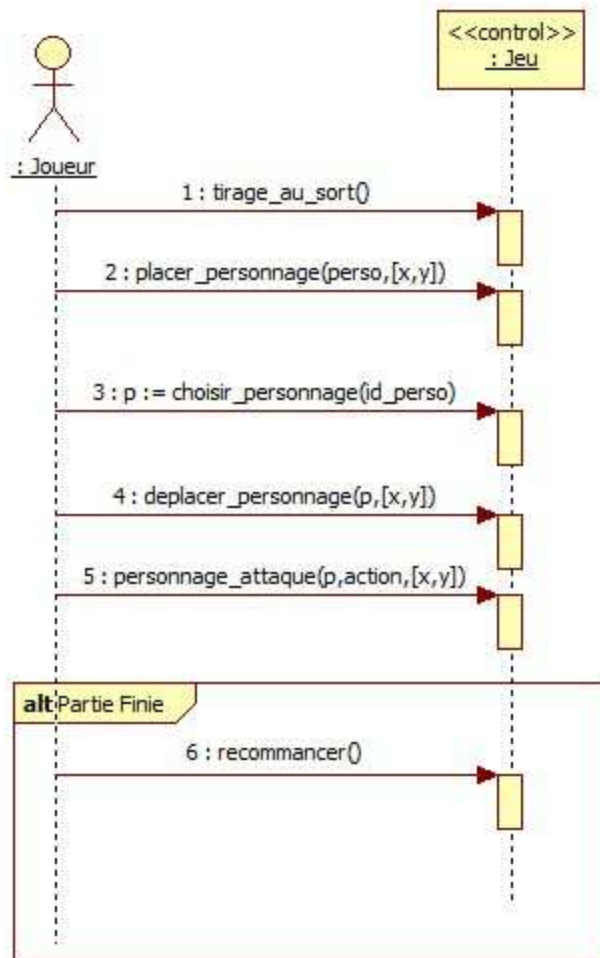 <<control>>
: Jeu
: Joueur
1 : tirage_au_sort()
2 : placer_personnage(perso,[x,y])
3 : p := choisir_personnage(id_perso)
4 : deplacer_personnage(p,[x,y])
5 : personnage_attaque(p,action,[x,y])
alt Partie Finie
6 : recommancer()